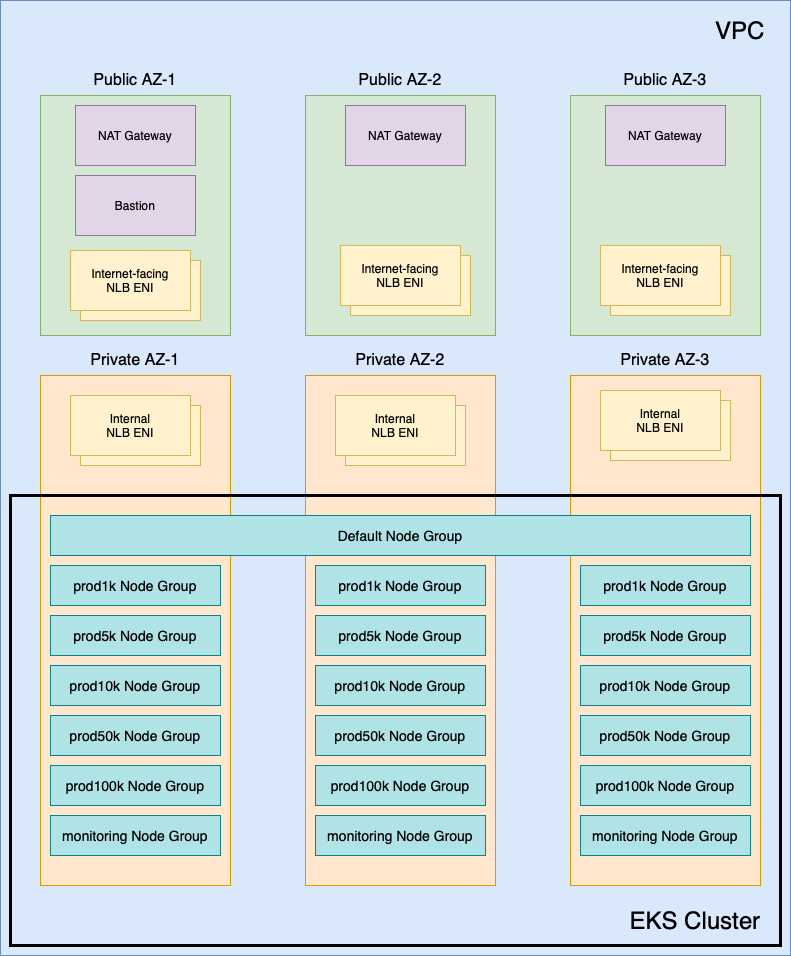 VPC
Public AZ-1
Public AZ-2
Public AZ-3
NAT Gateway
NAT Gateway
NAT Gateway
Bastion
Internet-facing
NLB ENI
Internet-facing
NLB ENI
Internet-facing
NLB ENI
Private AZ-1
Private AZ-2
Private AZ-3
Internal
NLB ENI
Internal
NLB ENI
Internal
NLB ENI
Default Node Group
prod1k Node Group
prod1k Node Group
prod1k Node Group
prod5k Node Group
prod5k Node Group
prod5k Node Group
prod10k Node Group
prod10k Node Group
prod10k Node Group
prod50k Node Group
prod50k Node Group
prod50k Node Group
prod100k Node Group
prod100k Node Group
prod100k Node Group
monitoring Node Group
monitoring Node Group
monitoring Node Group
EKS Cluster